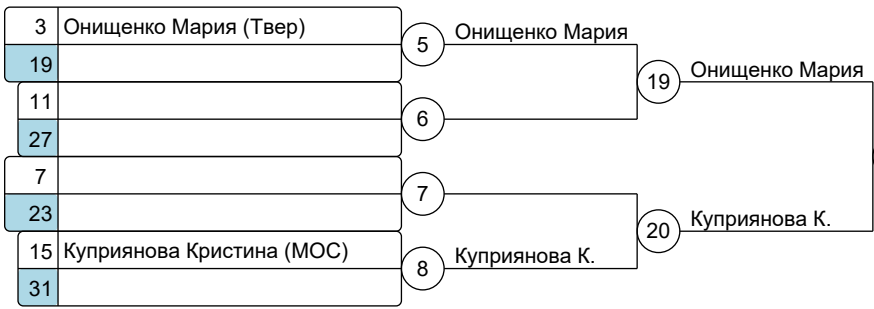 3 Онищенко Мария (Твер)
5 Онищенко Мария
19
19 Онищенко Мария
11
6
27
7
7
23
20 Куприянова К.
15 Куприянова Кристина (МОС)
8 Куприянова К.
31